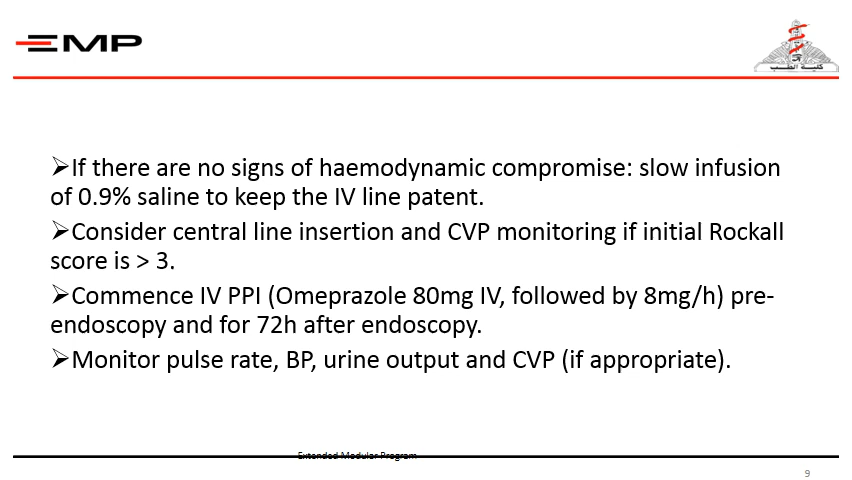 EMP
كلية الطب
➢If there are no signs of haemodynamic compromise: slow infusion
of 0.9% saline to keep the IV line patent.
➢Consider central line insertion and CVP monitoring if initial Rockall
score is > 3.
➢Commence IV PPI (Omeprazole 80mg IV, followed by 8mg/h) pre-
endoscopy and for 72h after endoscopy.
➢Monitor pulse rate, BP, urine output and CVP (if appropriate).
Extended Modular Program
9